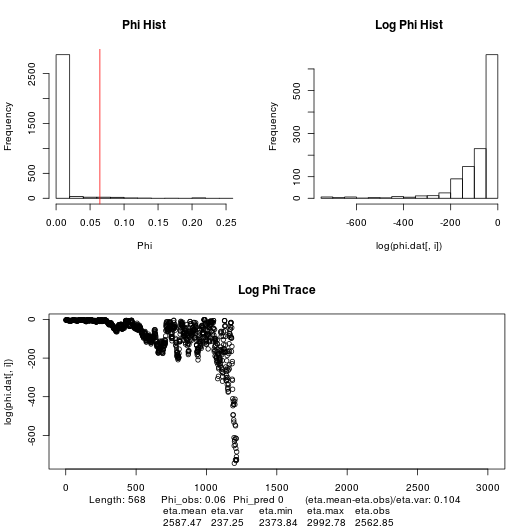 Phi Hist
Log Phi Hist
Frequency
0 500 1500 2500
0.00 0.05 0.10 0.15 0.20 0.25
Phi
Frequency
0 100 300 500
-600 -400 -200 0
log(phi.dat[, i])
Log Phi Trace
log(phi.dat[, i])
0 -200 -400 -600
0 500 1000 1500 2000 2500 3000
Length: 568 Phi_obs: 0.06 Phi_pred 0 (eta.mean-eta.obs)/eta.var: 0.104
eta.mean eta.var eta.min eta.max eta.obs
2587.47 237.25 2373.84 2992.78 2562.85